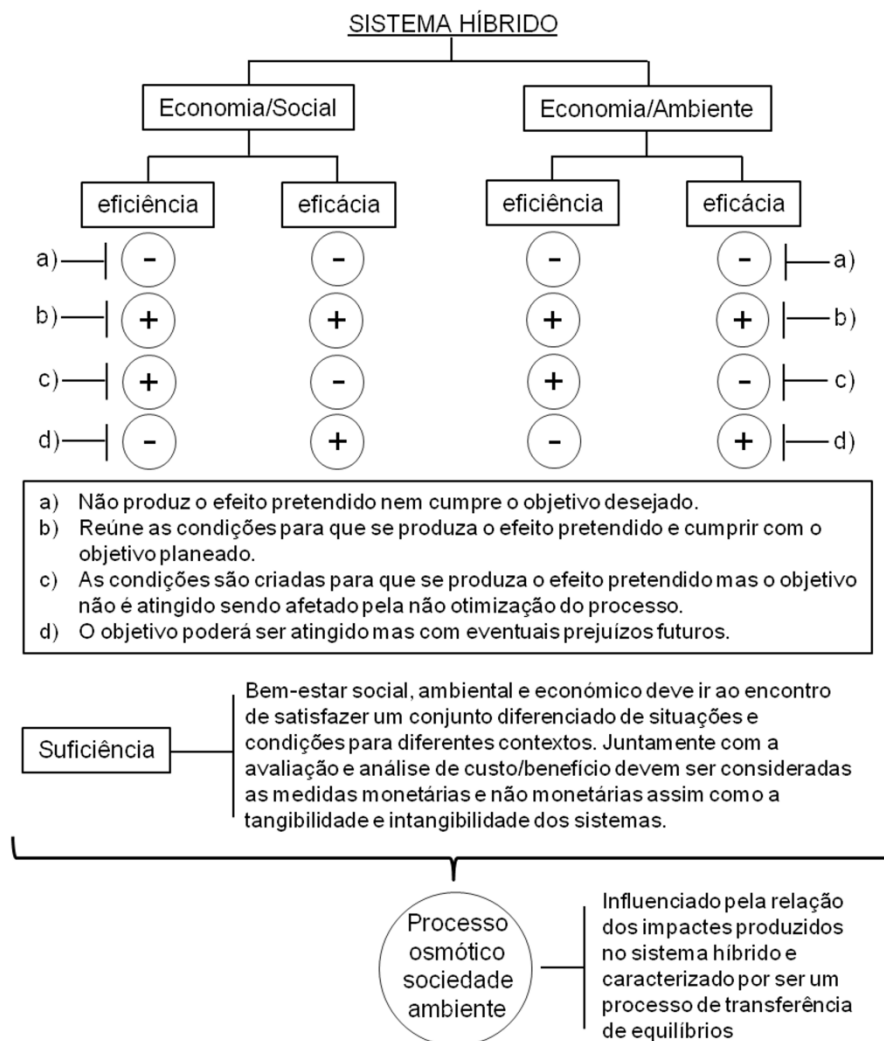 SISTEMA HÍBRIDO
Economia/Social
Economia/Ambiente
eficiência
eficácia
eficiência
eficácia
a) - - - - a)
b) + + + + b)
c) + - + - c)
d) - + - + d)
a) Não produz o efeito pretendido nem cumpre o objetivo desejado.
b) Reúne as condições para que se produza o efeito pretendido e cumprir com o
objetivo planeado.
c) As condições são criadas para que se produza o efeito pretendido mas o objetivo
não é atingido sendo afetado pela não otimização do processo.
d) O objetivo poderá ser atingido mas com eventuais prejuízos futuros.
Suficiência
Bem-estar social, ambiental e económico deve ir ao encontro
de satisfazer um conjunto diferenciado de situações e
condições para diferentes contextos. Juntamente com a
avaliação e análise de custo/benefício devem ser consideradas
as medidas monetárias e não monetárias assim como a
tangibilidade e intangibilidade dos sistemas.
Processo
osmótico
sociedade
ambiente
Influenciado pela relação
dos impactes produzidos
no sistema híbrido e
caracterizado por ser um
processo de transferência
de equilíbrios